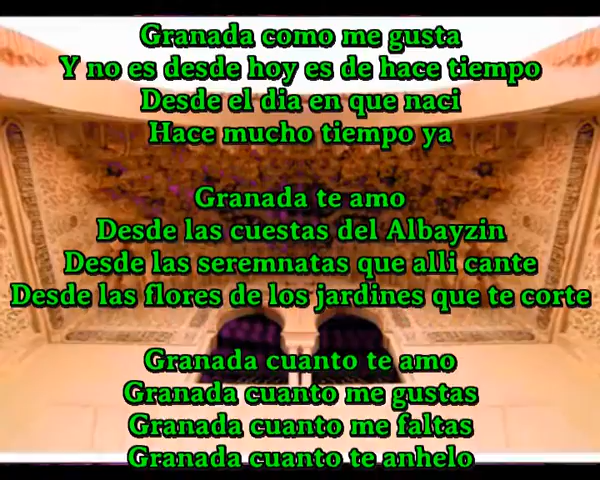 Granada como me gusta
Y no es desde hoy es de hace tiempo
Desde el dia en que naci
Hace mucho tiempo ya
Granada te amo
Desde las cuestas del Albayzin
Desde las seremnatas que alli cante
Desde las flores de los jardines que te corte
Granada cuanto te amo
Granada cuanto me gustas
Granada cuanto me faltas
Granada cuanto te anhelo